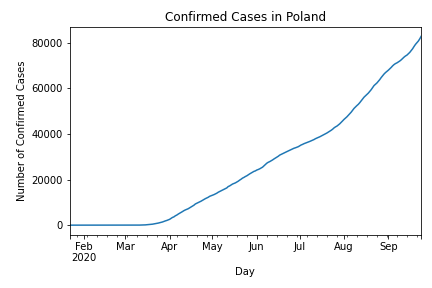 Confirmed Cases in Poland
80000
60000
40000
20000
0
Number of Confirmed Cases
Feb Mar Apr May Jun Jul Aug Sep
2020
Day